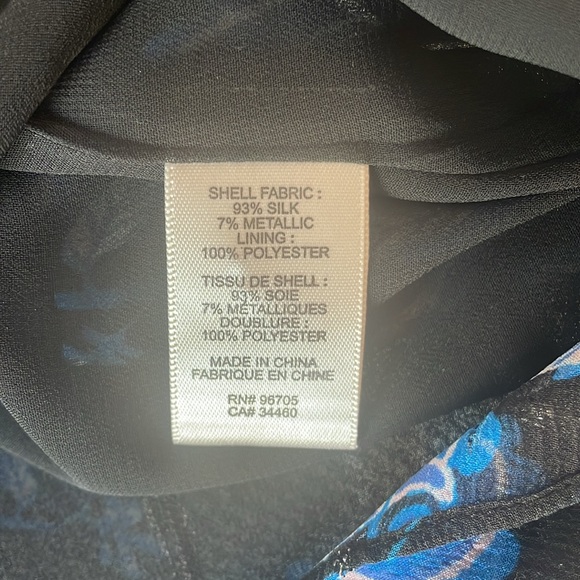 SHELL FABRIC :
93% SILK
7% METALLIC
LINING :
100% POLYESTER
TISSU DE SHELL :
93% SOIE
7% METALLIQUES
DOUBLURE :
100% POLYESTER
MADE IN CHINA
FABRIQUE EN CHINE
RN# 96705
CA# 34460